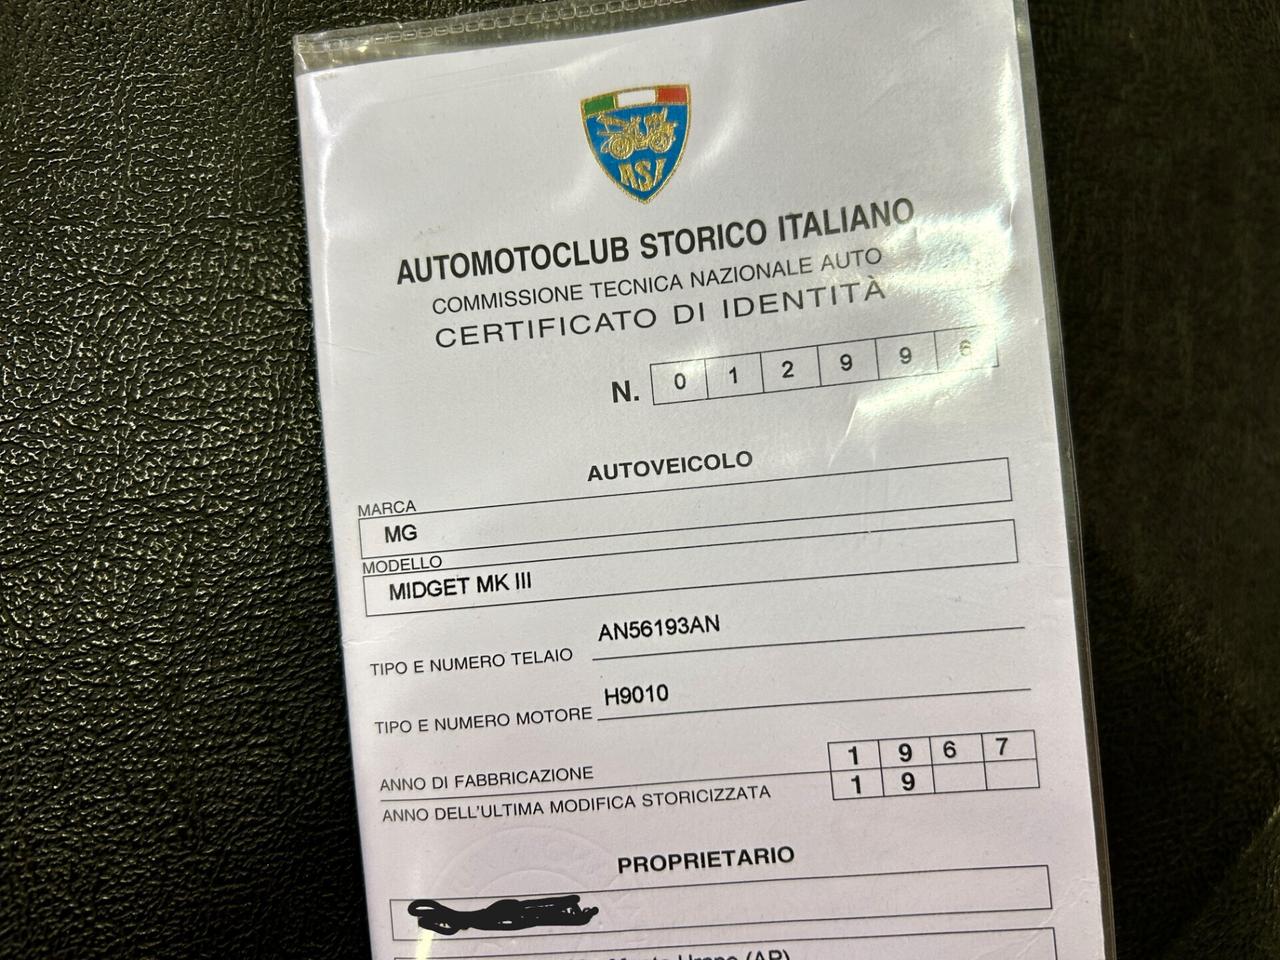 ASI
AUTOMOTOCLUB STORICO ITALIANO
COMMISSIONE TECNICA NAZIONALE AUTO
CERTIFICATO DI IDENTITÀ
N. 0 1 2 9 9 6
AUTOVEICOLO
MARCA
MG
MODELLO
MIDGET MK III
TIPO E NUMERO TELAIO AN56193AN
TIPO E NUMERO MOTORE H9010
ANNO DI FABBRICAZIONE 1 9 6 7
ANNO DELL'ULTIMA MODIFICA STORICIZZATA 1 9
PROPRIETARIO
(AP)